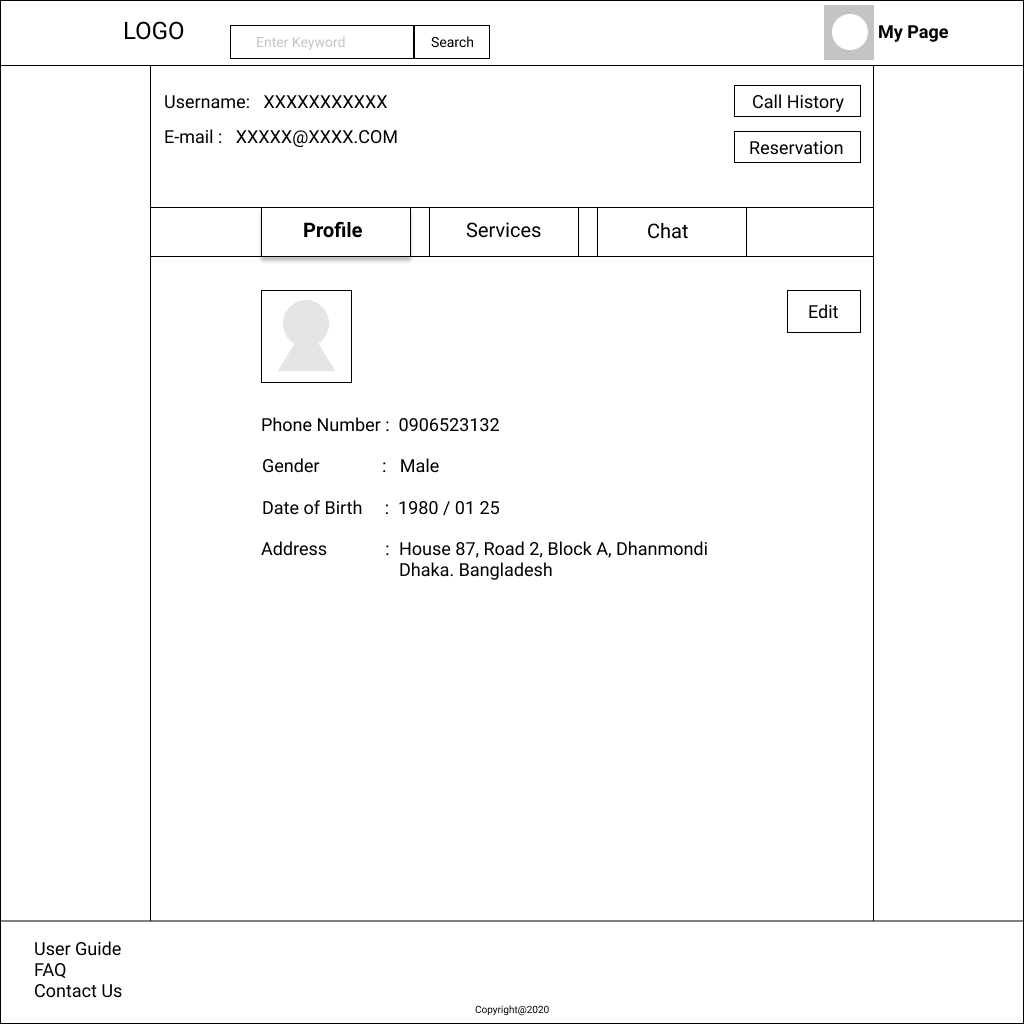 LOGO
Enter Keyword
Search
My Page
Username: XXXXXXXXXXX
Call History
E-mail : XXXXX@XXXX.COM
Reservation
Profile
Services
Chat
Edit
Phone Number : 0906523132
Gender : Male
Date of Birth : 1980 / 01 25
Address : House 87, Road 2, Block A, Dhanmondi
Dhaka. Bangladesh
User Guide
FAQ
Contact Us
Copyright@2020